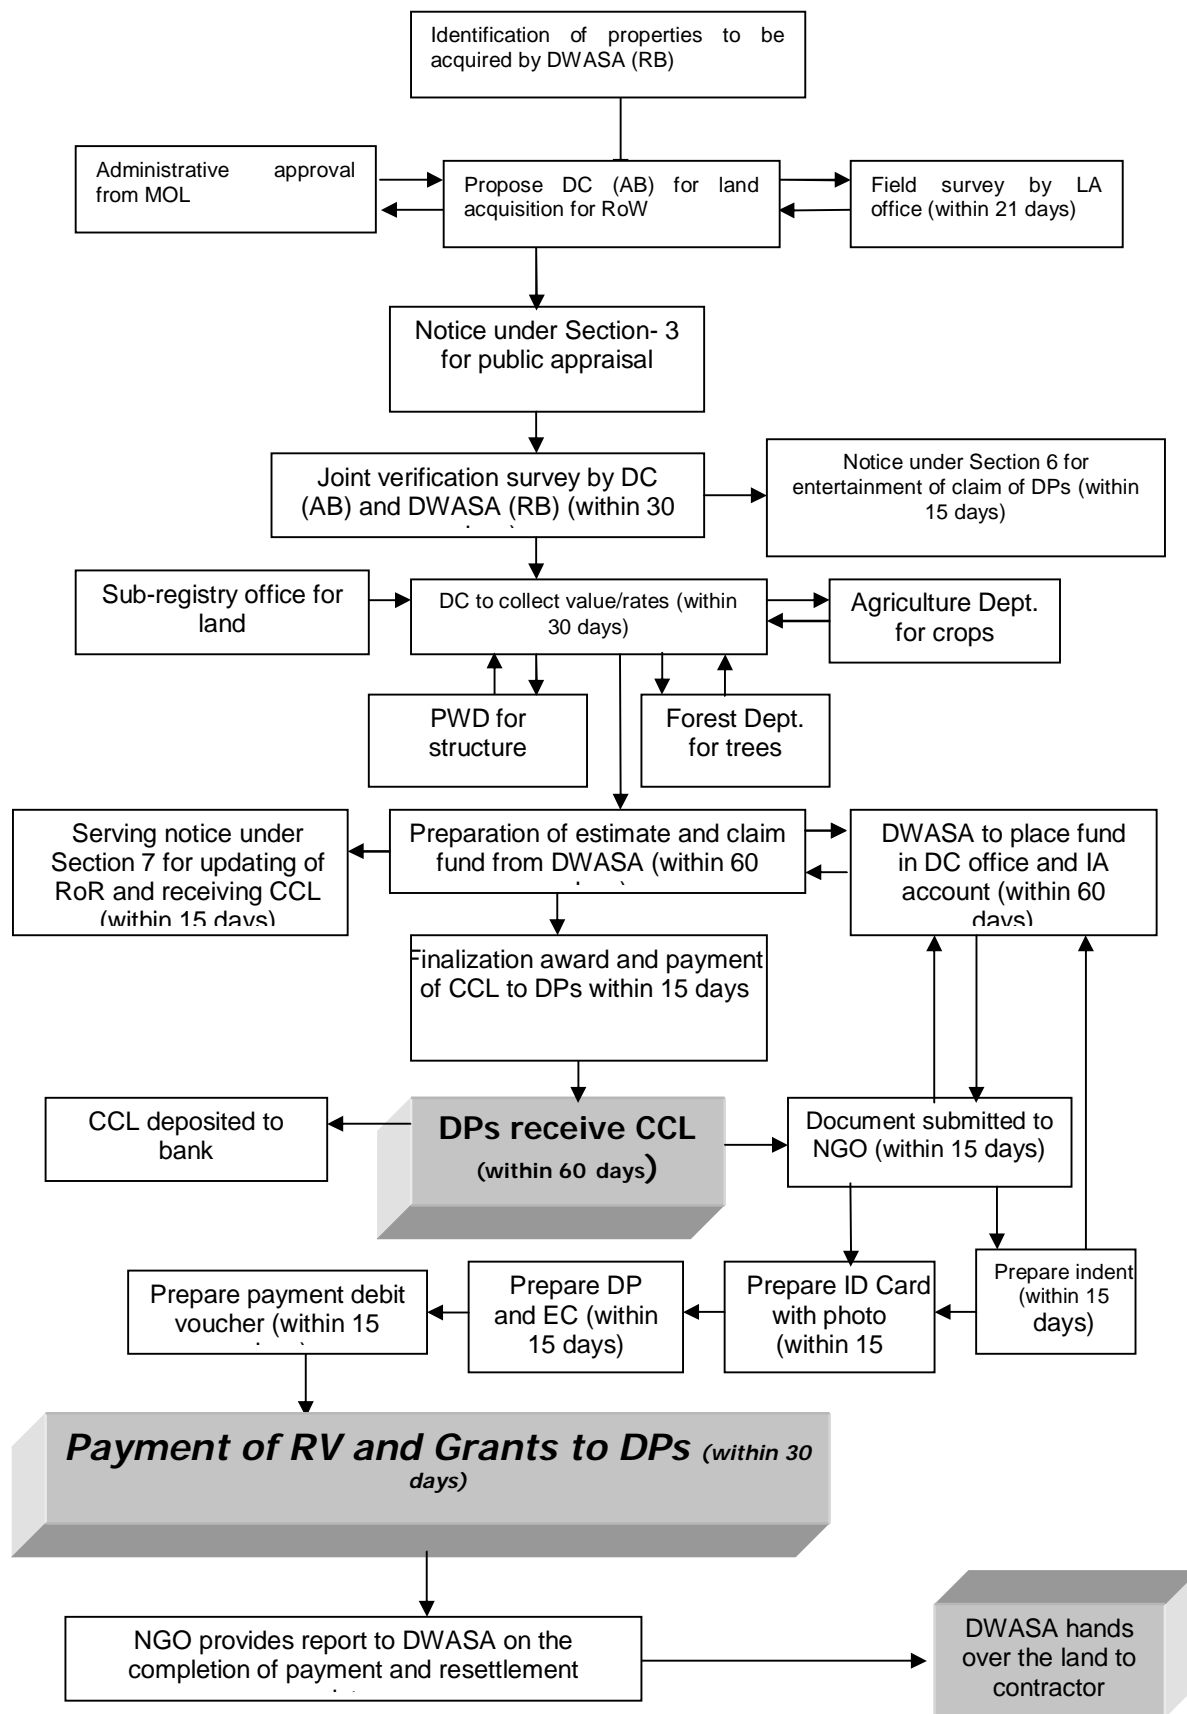 Identification of properties to be
acquired by DWASA (RB)
Administrative approval
from MOL
Propose DC (AB) for land
acquisition for RoW
Field survey by LA
office (within 21 days)
Notice under Section- 3
for public appraisal
Joint verification survey by DC
(AB) and DWASA (RB) (within 30
Notice under Section 6 for
entertainment of claim of DPs (within
15 days)
Sub-registry office for
land
DC to collect value/rates (within
30 days)
Agriculture Dept.
for crops
PWD for
structure
Forest Dept.
for trees
Serving notice under
Section 7 for updating of
RoR and receiving CCL
(within 15 days)
Preparation of estimate and claim
fund from DWASA (within 60
DWASA to place fund
in DC office and IA
account (within 60
days)
Finalization award and payment
of CCL to DPs within 15 days
CCL deposited to
bank
DPs receive CCL
(within 60 days)
Document submitted to
NGO (within 15 days)
Prepare payment debit
voucher (within 15
Prepare DP
and EC (within
15 days)
Prepare ID Card
with photo
(within 15
Prepare indent
(within 15
days)
Payment of RV and Grants to DPs (within 30
days)
NGO provides report to DWASA on the
completion of payment and resettlement
DWASA hands
over the land to
contractor